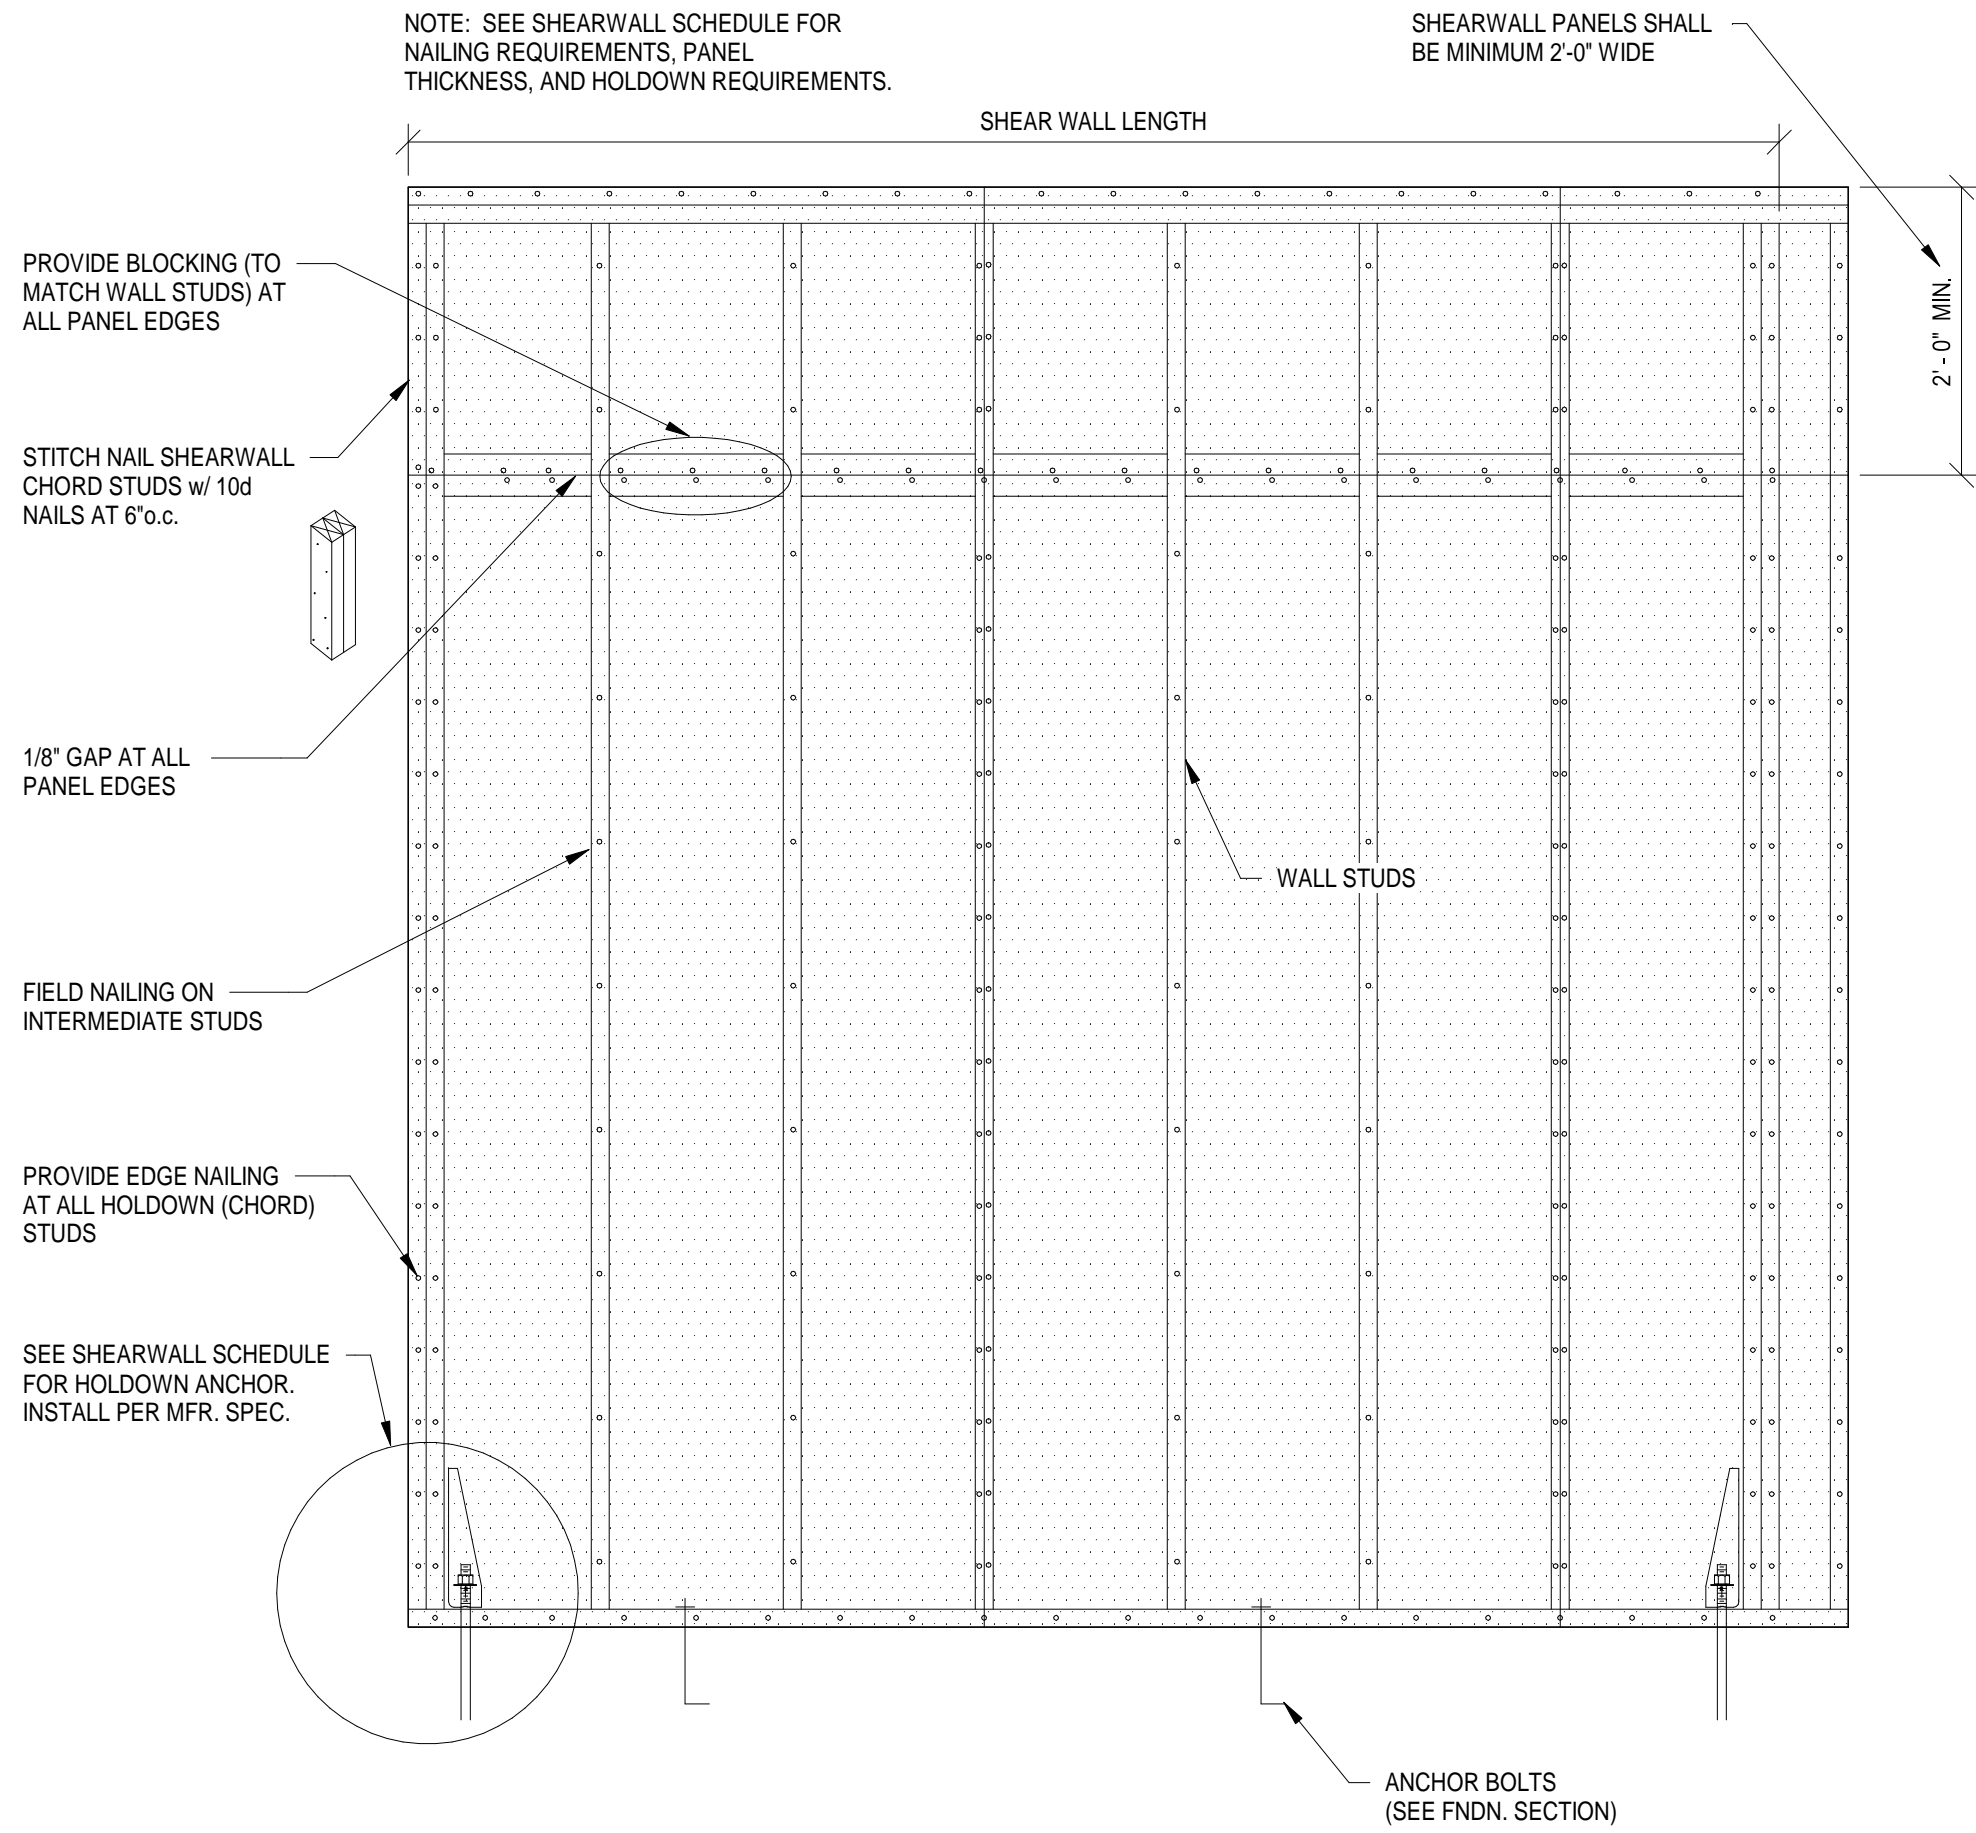 NOTE:  SEE SHEARWALL SCHEDULE FOR
NAILING REQUIREMENTS, PANEL
THICKNESS, AND HOLDOWN REQUIREMENTS.
SHEARWALL PANELS SHALL
BE MINIMUM 2'-0" WIDE
SHEAR WALL LENGTH
PROVIDE BLOCKING (TO
MATCH WALL STUDS) AT
ALL PANEL EDGES
2' - 0"  MIN.
STITCH NAIL SHEARWALL
CHORD STUDS w/ 10d
NAILS AT 6"o.c.
1/8" GAP AT ALL
PANEL EDGES
WALL STUDS
FIELD NAILING ON
INTERMEDIATE STUDS
PROVIDE EDGE NAILING
AT ALL HOLDOWN (CHORD)
STUDS
SEE SHEARWALL SCHEDULE
FOR HOLDOWN ANCHOR.
INSTALL PER MFR. SPEC.
ANCHOR BOLTS
(SEE FNDN. SECTION)